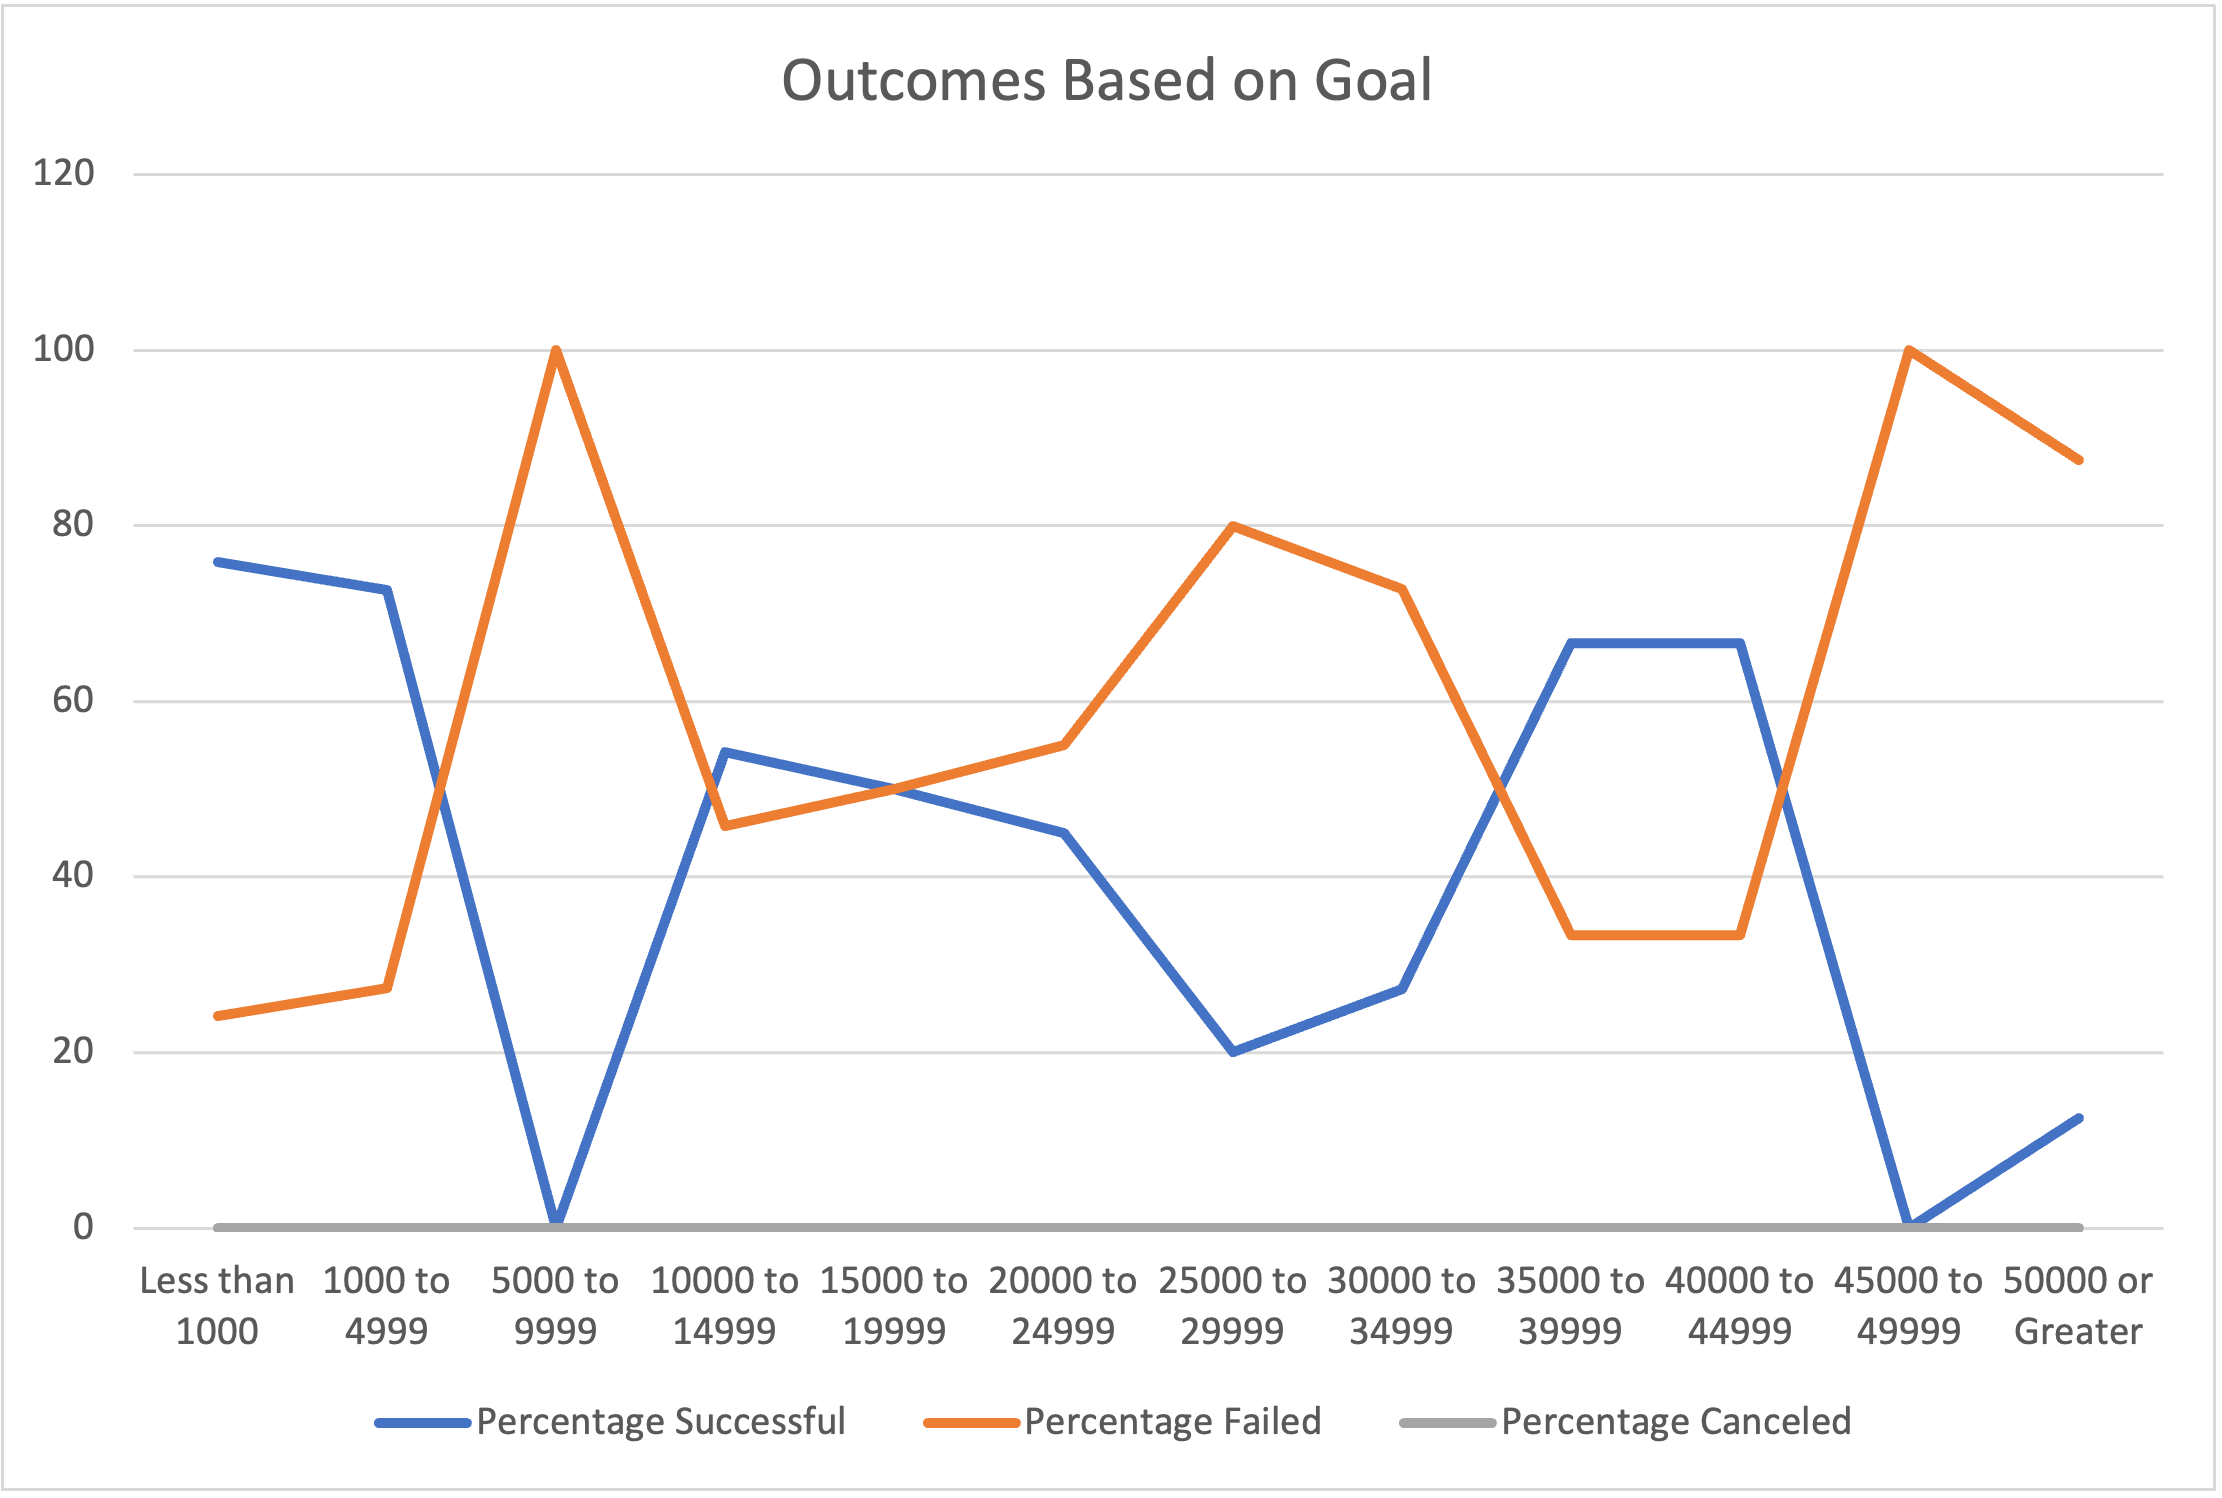 Outcomes Based on Goal
120
100
80
60
40
20
0
Less than 1000 to 5000 to 10000 to 15000 to 20000 to 25000 to 30000 to 35000 to 40000 to 45000 to 50000 or
1000 4999 9999 14999 19999 24999 29999 34999 39999 44999 49999 Greater
Percentage Successful Percentage Failed Percentage Canceled